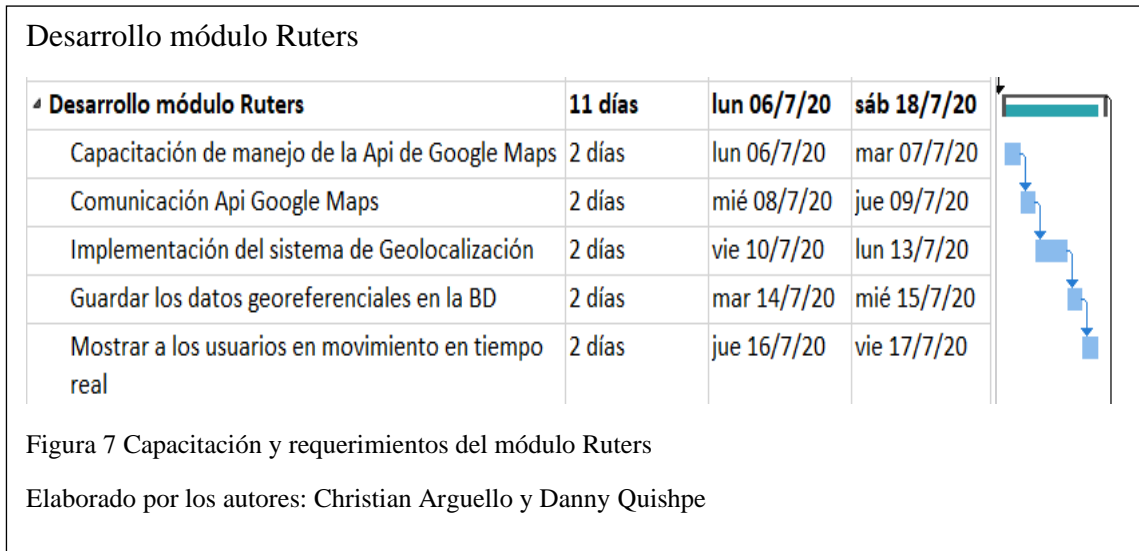 Desarrollo módulo Ruters
Desarrollo módulo Ruters 11 días lun 06/7/20 sáb 18/7/20
Capacitación de manejo de la Api de Google Maps 2 días lun 06/7/20 mar 07/7/20
Comunicación Api Google Maps 2 días mié 08/7/20 jue 09/7/20
Implementación del sistema de Geolocalización 2 días vie 10/7/20 lun 13/7/20
Guardar los datos georeferenciales en la BD 2 días mar 14/7/20 mié 15/7/20
Mostrar a los usuarios en movimiento en tiempo 2 días jue 16/7/20 vie 17/7/20
real
Figura 7 Capacitación y requerimientos del módulo Ruters
Elaborado por los autores: Christian Arguello y Danny Quishpe